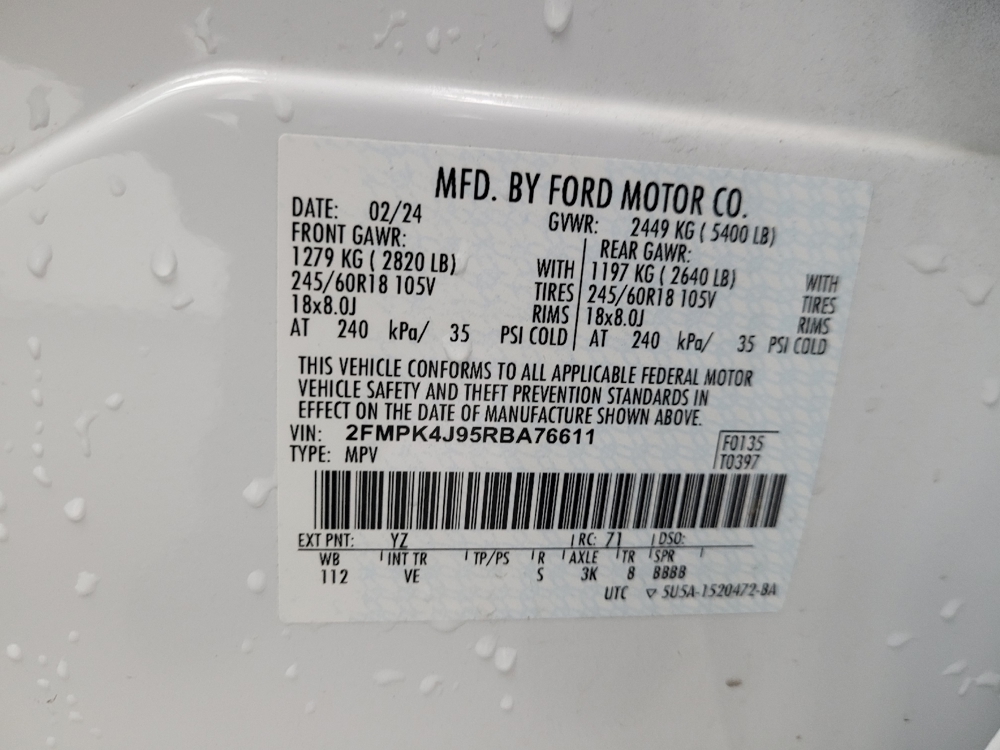 MFD. BY FORD MOTOR CO.
DATE: 02/24 GVWR: 2449 KG ( 5400 LB)
FRONT GAWR: REAR GAWR:
1279 KG ( 2820 LB) WITH 1197 KG ( 2640 LB) WITH
245/60R18 105V TIRES 245/60R18 105V TIRES
18x8.0J RIMS 18x8.0J RIMS
AT 240 kPa/ 35 PSI COLD AT 240 kPa/ 35 PSI COLD
THIS VEHICLE CONFORMS TO ALL APPLICABLE FEDERAL MOTOR
VEHICLE SAFETY AND THEFT PREVENTION STANDARDS IN
EFFECT ON THE DATE OF MANUFACTURE SHOWN ABOVE.
VIN: 2FMPK4J95RBA76611 F0135
TYPE: MPV T0397
EXT PNT: YZ RC: 71 DSO:
WB INT TR TP/PS R AXLE TR SPR
112 VE S 3K 8 BBBB
UTC ▽ SU5A-1520472-BA